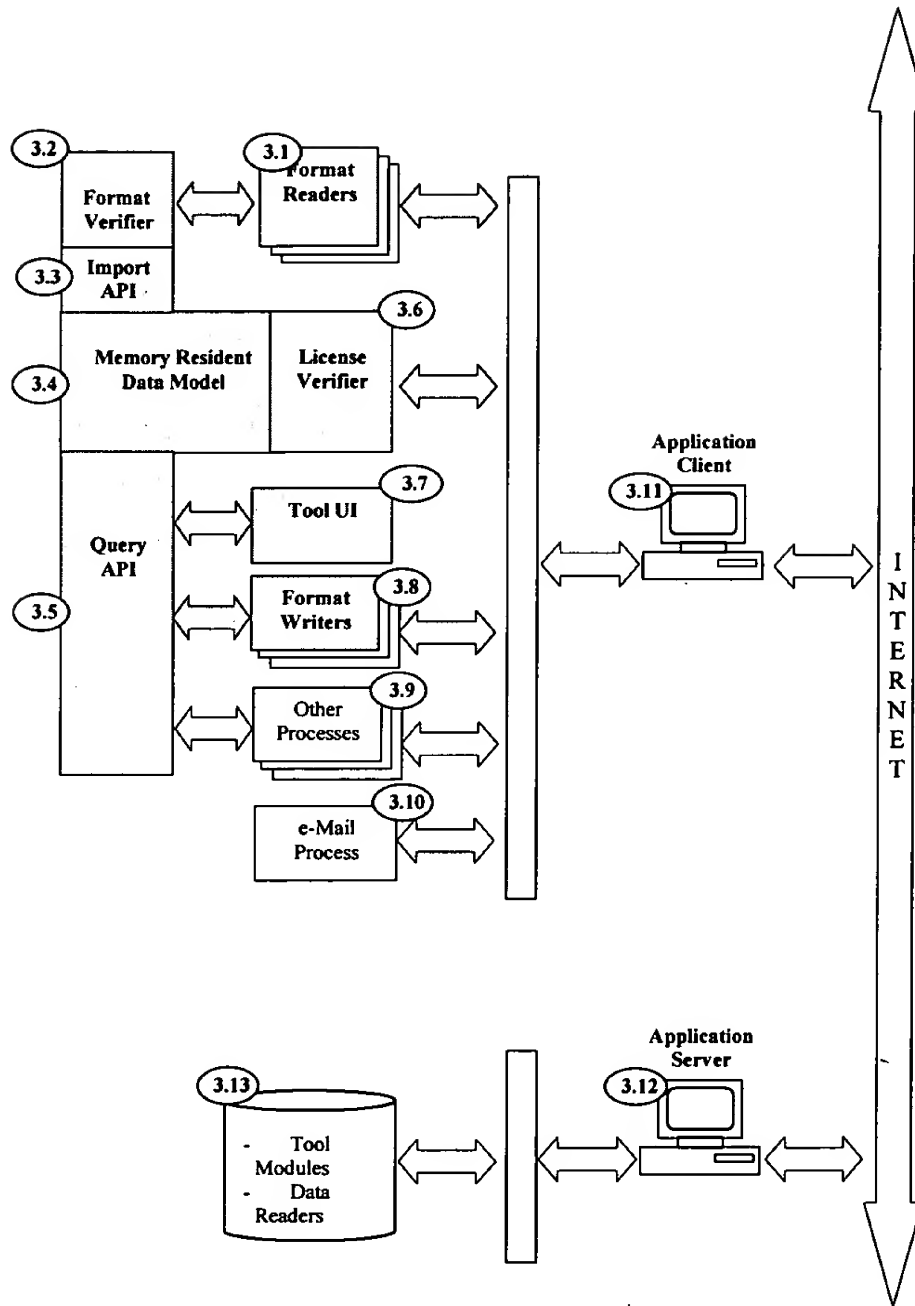 3.2
Format
Verifier
3.1
Format
Readers
3.3
Import
API
3.6
3.4
Memory Resident
Data Model
License
Verifier
Application
Client
3.11
3.7
Tool UI
Query
API
3.5
3.8
Format
Writers
3.9
Other
Processes
3.10
e-Mail
Process
I
N
T
E
R
N
E
T
Application
Server
3.12
3.13
- Tool
Modules
- Data
Readers